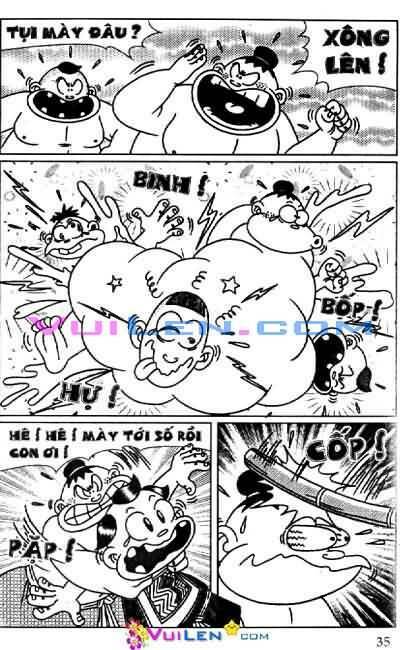 TỤI MÀY ĐÂU?
XÔNG
LÊN!
BINH!
BỐP!
VUILEN.COM
HỰ!
HÊ! HÊ! MÀY TỚI SỐ RỒI
CON ƠI!
CỐP!
PẶP!
35
VUILEN.COM